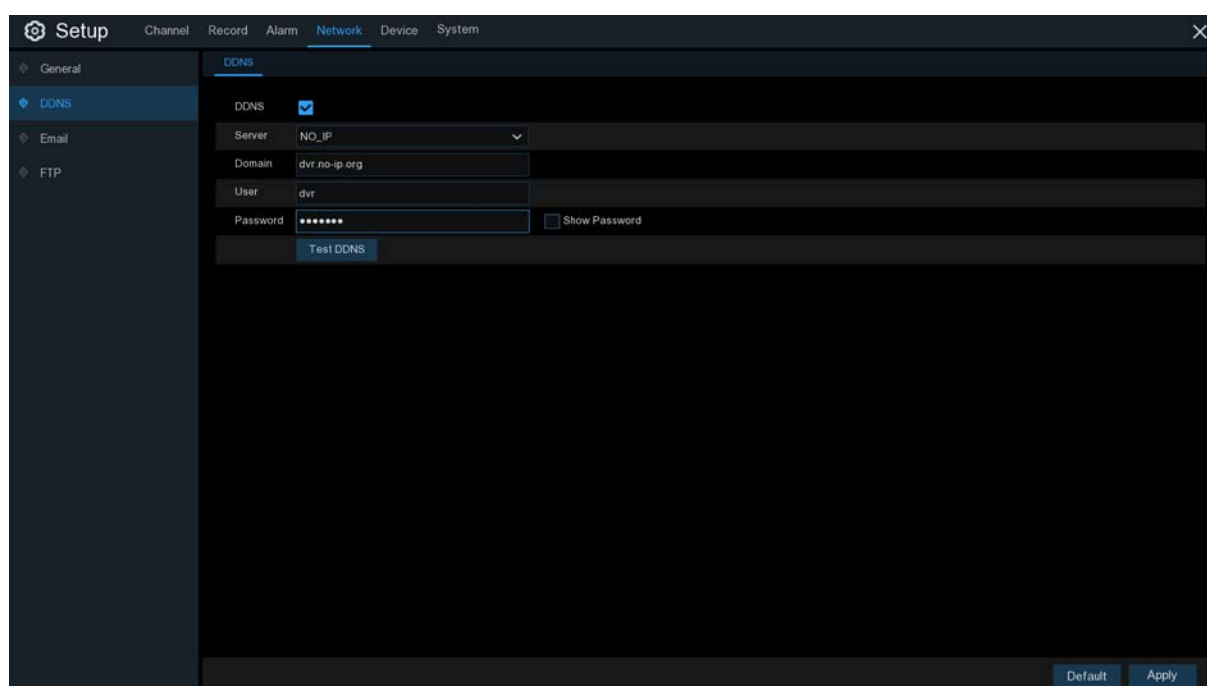 Setup Channel Record Alarm Network Device System
General
DDNS
Email
FTP
DDNS
DDNS
Server NO_IP
Domain dvr.no-ip.org
User dvr
Password ••••••• Show Password
Test DDNS
Default Apply